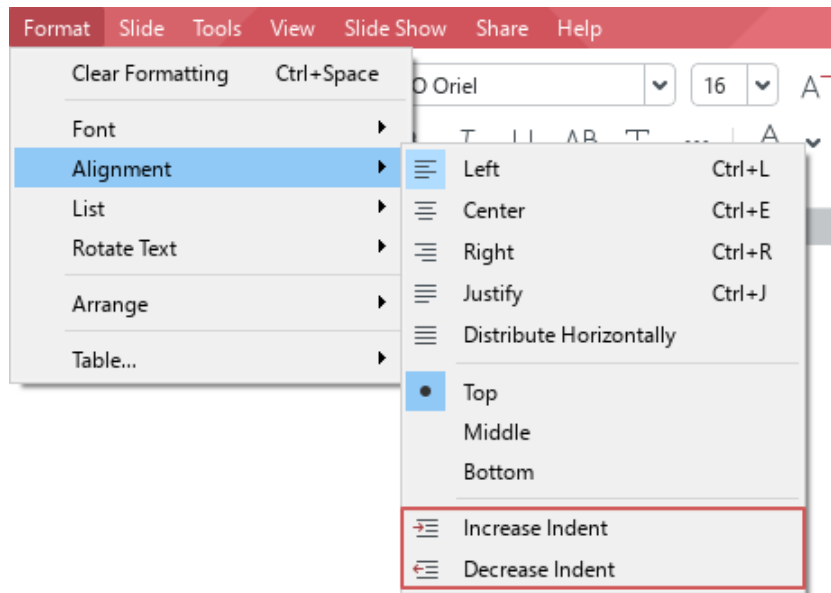 Format Slide Tools View Slide Show Share Help
Clear Formatting Ctrl+Space
O Oriel 16 A
Font
Alignment
List
Rotate Text
Arrange
Table...
Left Ctrl+L
Center Ctrl+E
Right Ctrl+R
Justify Ctrl+J
Distribute Horizontally
Top
Middle
Bottom
Increase Indent
Decrease Indent